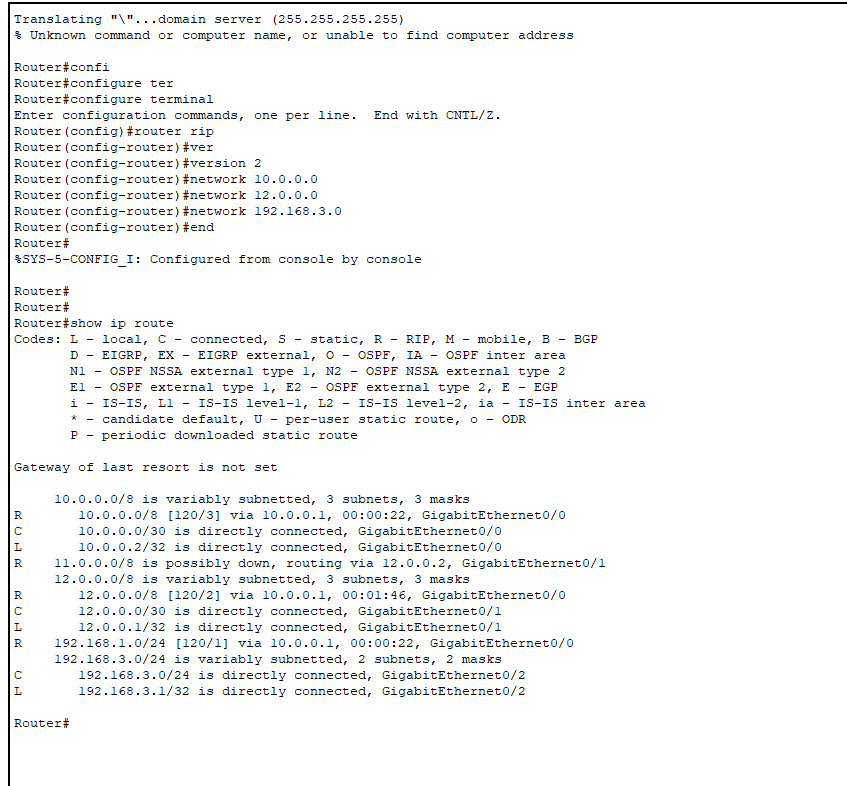 Translating "\"...domain server (255.255.255.255)
% Unknown command or computer name, or unable to find computer address
Router#confi
Router#configure ter
Router#configure terminal
Enter configuration commands, one per line.  End with CNTL/Z.
Router(config)#router rip
Router(config-router)#ver
Router(config-router)#version 2
Router(config-router)#network 10.0.0.0
Router(config-router)#network 12.0.0.0
Router(config-router)#network 192.168.3.0
Router(config-router)#end
Router#
%SYS-5-CONFIG_I: Configured from console by console
Router#
Router#
Router#show ip route
Codes: L - local, C - connected, S - static, R - RIP, M - mobile, B - BGP
       D - EIGRP, EX - EIGRP external, O - OSPF, IA - OSPF inter area
       N1 - OSPF NSSA external type 1, N2 - OSPF NSSA external type 2
       E1 - OSPF external type 1, E2 - OSPF external type 2, E - EGP
       i - IS-IS, L1 - IS-IS level-1, L2 - IS-IS level-2, ia - IS-IS inter area
       * - candidate default, U - per-user static route, o - ODR
       P - periodic downloaded static route
Gateway of last resort is not set
     10.0.0.0/8 is variably subnetted, 3 subnets, 3 masks
R       10.0.0.0/8 [120/3] via 10.0.0.1, 00:00:22, GigabitEthernet0/0
C       10.0.0.0/30 is directly connected, GigabitEthernet0/0
L       10.0.0.2/32 is directly connected, GigabitEthernet0/0
R    11.0.0.0/8 is possibly down, routing via 12.0.0.2, GigabitEthernet0/1
     12.0.0.0/8 is variably subnetted, 3 subnets, 3 masks
R       12.0.0.0/8 [120/2] via 10.0.0.1, 00:01:46, GigabitEthernet0/0
C       12.0.0.0/30 is directly connected, GigabitEthernet0/1
L       12.0.0.1/32 is directly connected, GigabitEthernet0/1
R    192.168.1.0/24 [120/1] via 10.0.0.1, 00:00:22, GigabitEthernet0/0
     192.168.3.0/24 is variably subnetted, 2 subnets, 2 masks
C       192.168.3.0/24 is directly connected, GigabitEthernet0/2
L       192.168.3.1/32 is directly connected, GigabitEthernet0/2
Router#